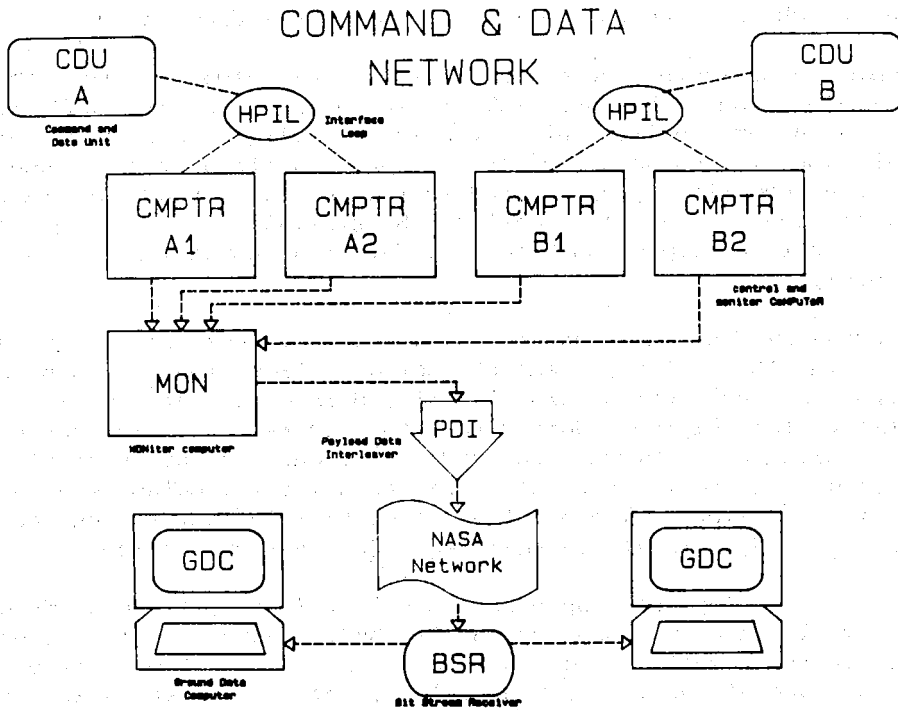 COMMAND & DATA
NETWORK
CDU
A
Command and
Data Unit
HPIL
Interface
Loop
HPIL
CDU
B
CMPTR
A1
CMPTR
A2
CMPTR
B1
CMPTR
B2
control and
monitor CoMPuTeR
MON
MONitor computer
PDI
Payload Data
Interleaver
NASA
Network
GDC
Ground Data
Computer
BSR
Bit Stream Receiver
GDC